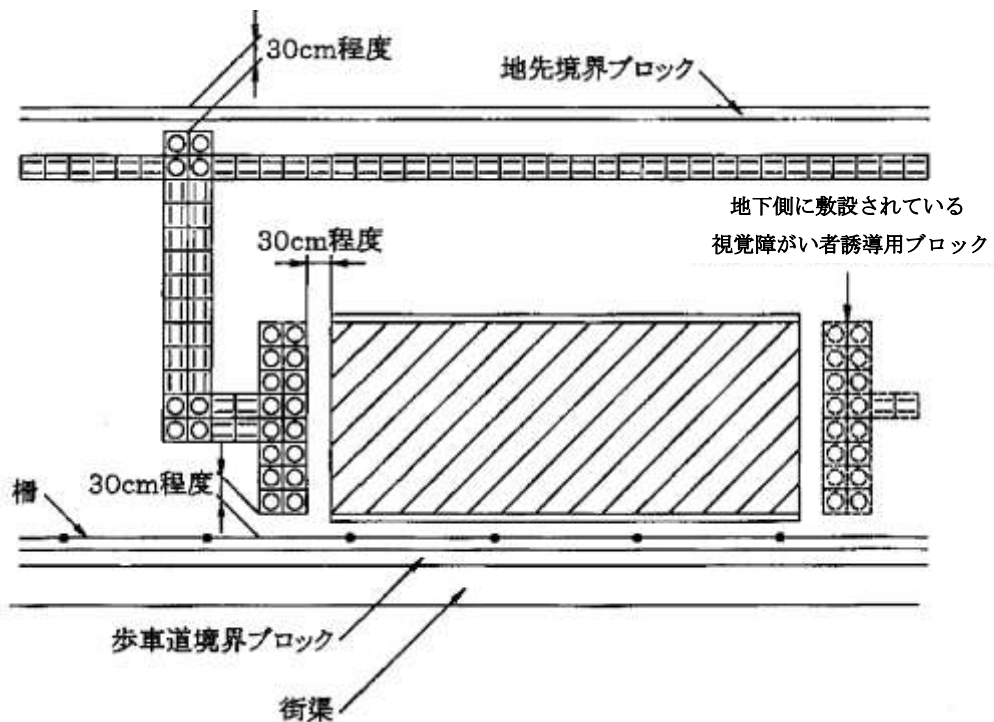 30cm程度
地先境界ブロック
地下側に敷設されている
視覚障がい者誘導用ブロック
30cm程度
30cm程度
柵
歩車道境界ブロック
街渠